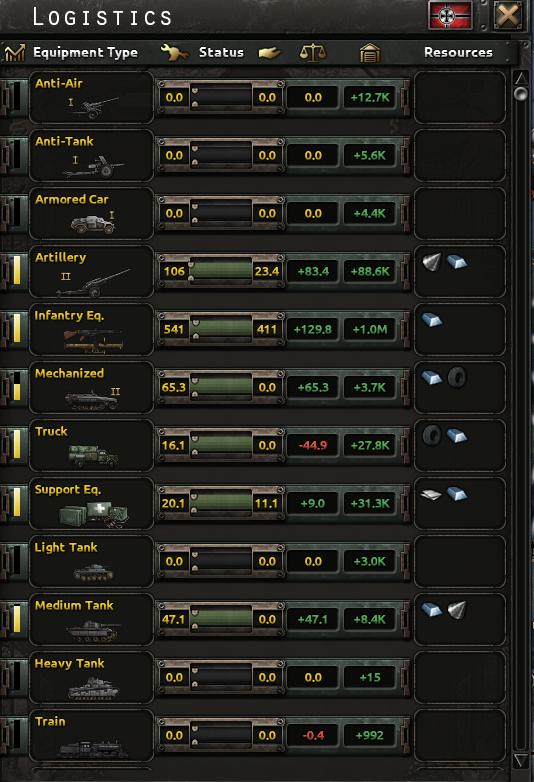 Logistics
Equipment Type Status Resources
Anti-Air
I
0.0 0.0 0.0 +12.7K
Anti-Tank
I
0.0 0.0 0.0 +5.6K
Armored Car
I
0.0 0.0 0.0 +4.4K
Artillery
II
106 23.4 +83.4 +88.6K
Infantry Eq.
541 411 +129.8 +1.0M
Mechanized
II
65.3 0.0 +65.3 +3.7K
Truck
16.1 0.0 -44.9 +27.8K
Support Eq.
20.1 11.1 +9.0 +31.3K
Light Tank
0.0 0.0 0.0 +3.0K
Medium Tank
47.1 0.0 +47.1 +8.4K
Heavy Tank
0.0 0.0 0.0 +15
Train
0.0 0.0 -0.4 +992